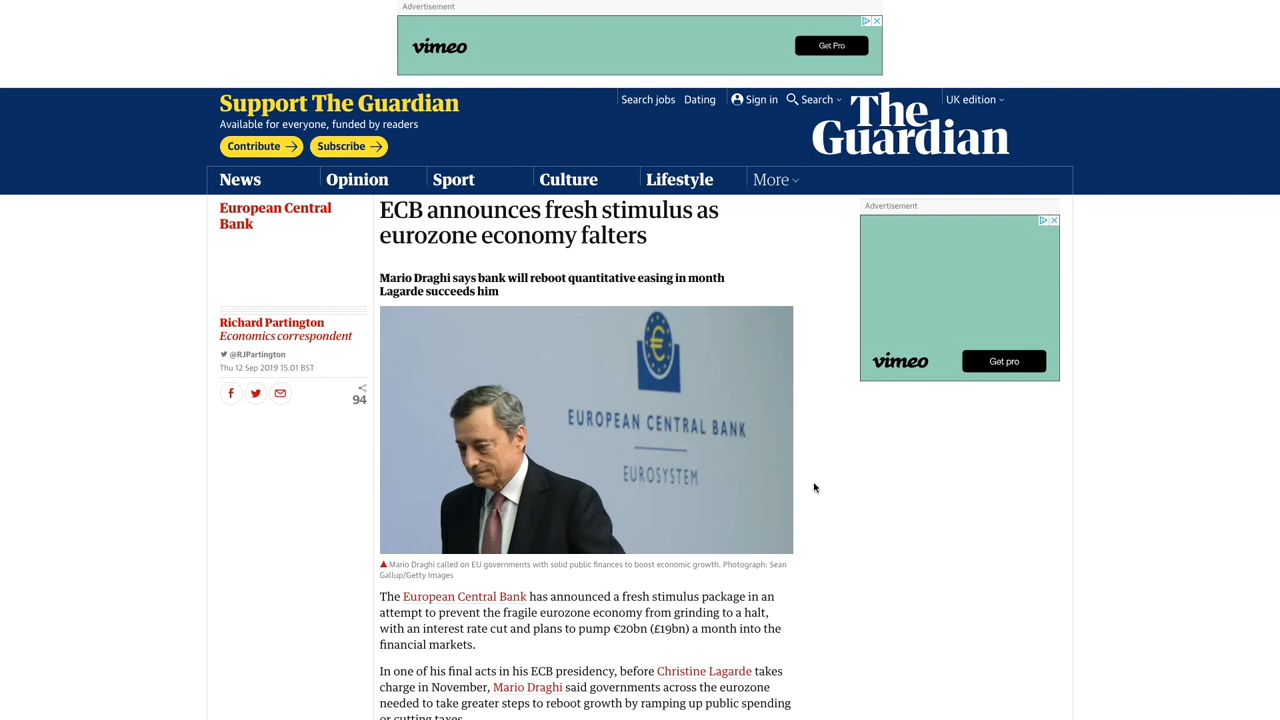 Advertisement
vimeo
Get Pro
Support The Guardian
Available for everyone, funded by readers
Contribute
Subscribe
Search jobs
Dating
Sign in
Search
UK edition
The
Guardian
News
Opinion
Sport
Culture
Lifestyle
More
European Central
Bank
ECB announces fresh stimulus as
eurozone economy falters
Mario Draghi says bank will reboot quantitative easing in month
Lagarde succeeds him
Richard Partington
Economics correspondent
@RJPartington
Thu 12 Sep 2019 15.01 BST
94
EUROPEAN CENTRAL BANK
EUROSYSTEM
Mario Draghi called on EU governments with solid public finances to boost economic growth. Photograph: Sean
Gallup/Getty Images
The European Central Bank has announced a fresh stimulus package in an
attempt to prevent the fragile eurozone economy from grinding to a halt,
with an interest rate cut and plans to pump €20bn (£19bn) a month into the
financial markets.
In one of his final acts in his ECB presidency, before Christine Lagarde takes
charge in November, Mario Draghi said governments across the eurozone
needed to take greater steps to reboot growth by ramping up public spending
or cutting taxes.
Advertisement
vimeo
Get pro